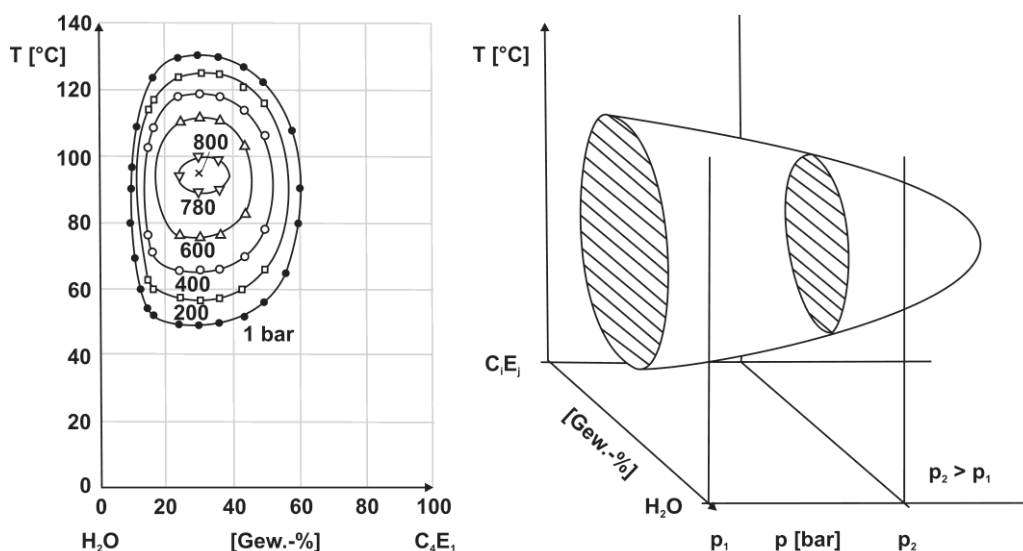 140
T [°C]
120
100
80
60
40
20
0
800
780
600
400
200
1 bar
0 20 40 60 80 100
H₂O [Gew.-%] C₄E₁
T [°C]
CᵢEⱼ
[Gew.-%]
H₂O
p₂ > p₁
p₁ p [bar] p₂